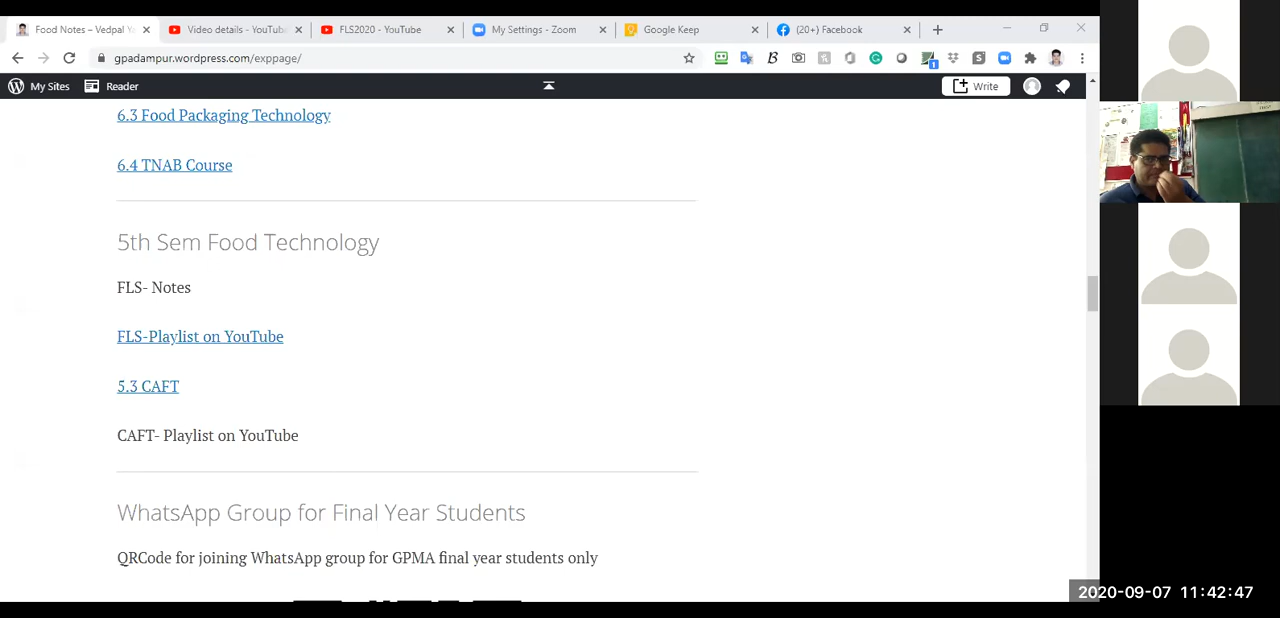 Food Notes – Vedpal Ya
Video details - YouTub
FLS2020 - YouTube
My Settings - Zoom
Google Keep
(20+) Facebook
gpadampur.wordpress.com/exppage/
My Sites
Reader
Write
6.3 Food Packaging Technology
6.4 TNAB Course
5th Sem Food Technology
FLS- Notes
FLS-Playlist on YouTube
5.3 CAFT
CAFT- Playlist on YouTube
WhatsApp Group for Final Year Students
QRCode for joining WhatsApp group for GPMA final year students only
2020-09-07 11:42:47